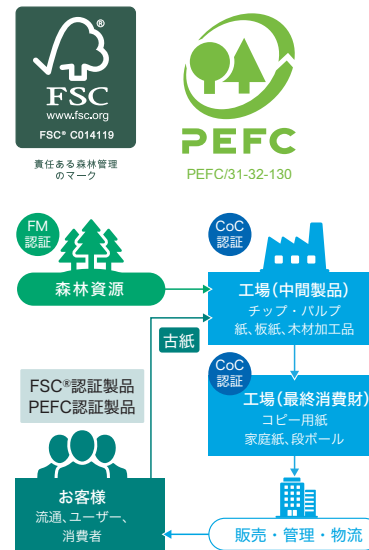 FSC
www.fsc.org
FSC® C014119
責任ある森林管理
のマーク
PEFC
PEFC/31-32-130
FM
認証
森林資源
CoC
認証
工場(中間製品)
チップ・パルプ
紙、板紙、木材加工品
古紙
CoC
認証
工場(最終消費財)
コピー用紙
家庭紙、段ボール
FSC®認証製品
PEFC認証製品
お客様
流通、ユーザー、
消費者
販売・管理・物流